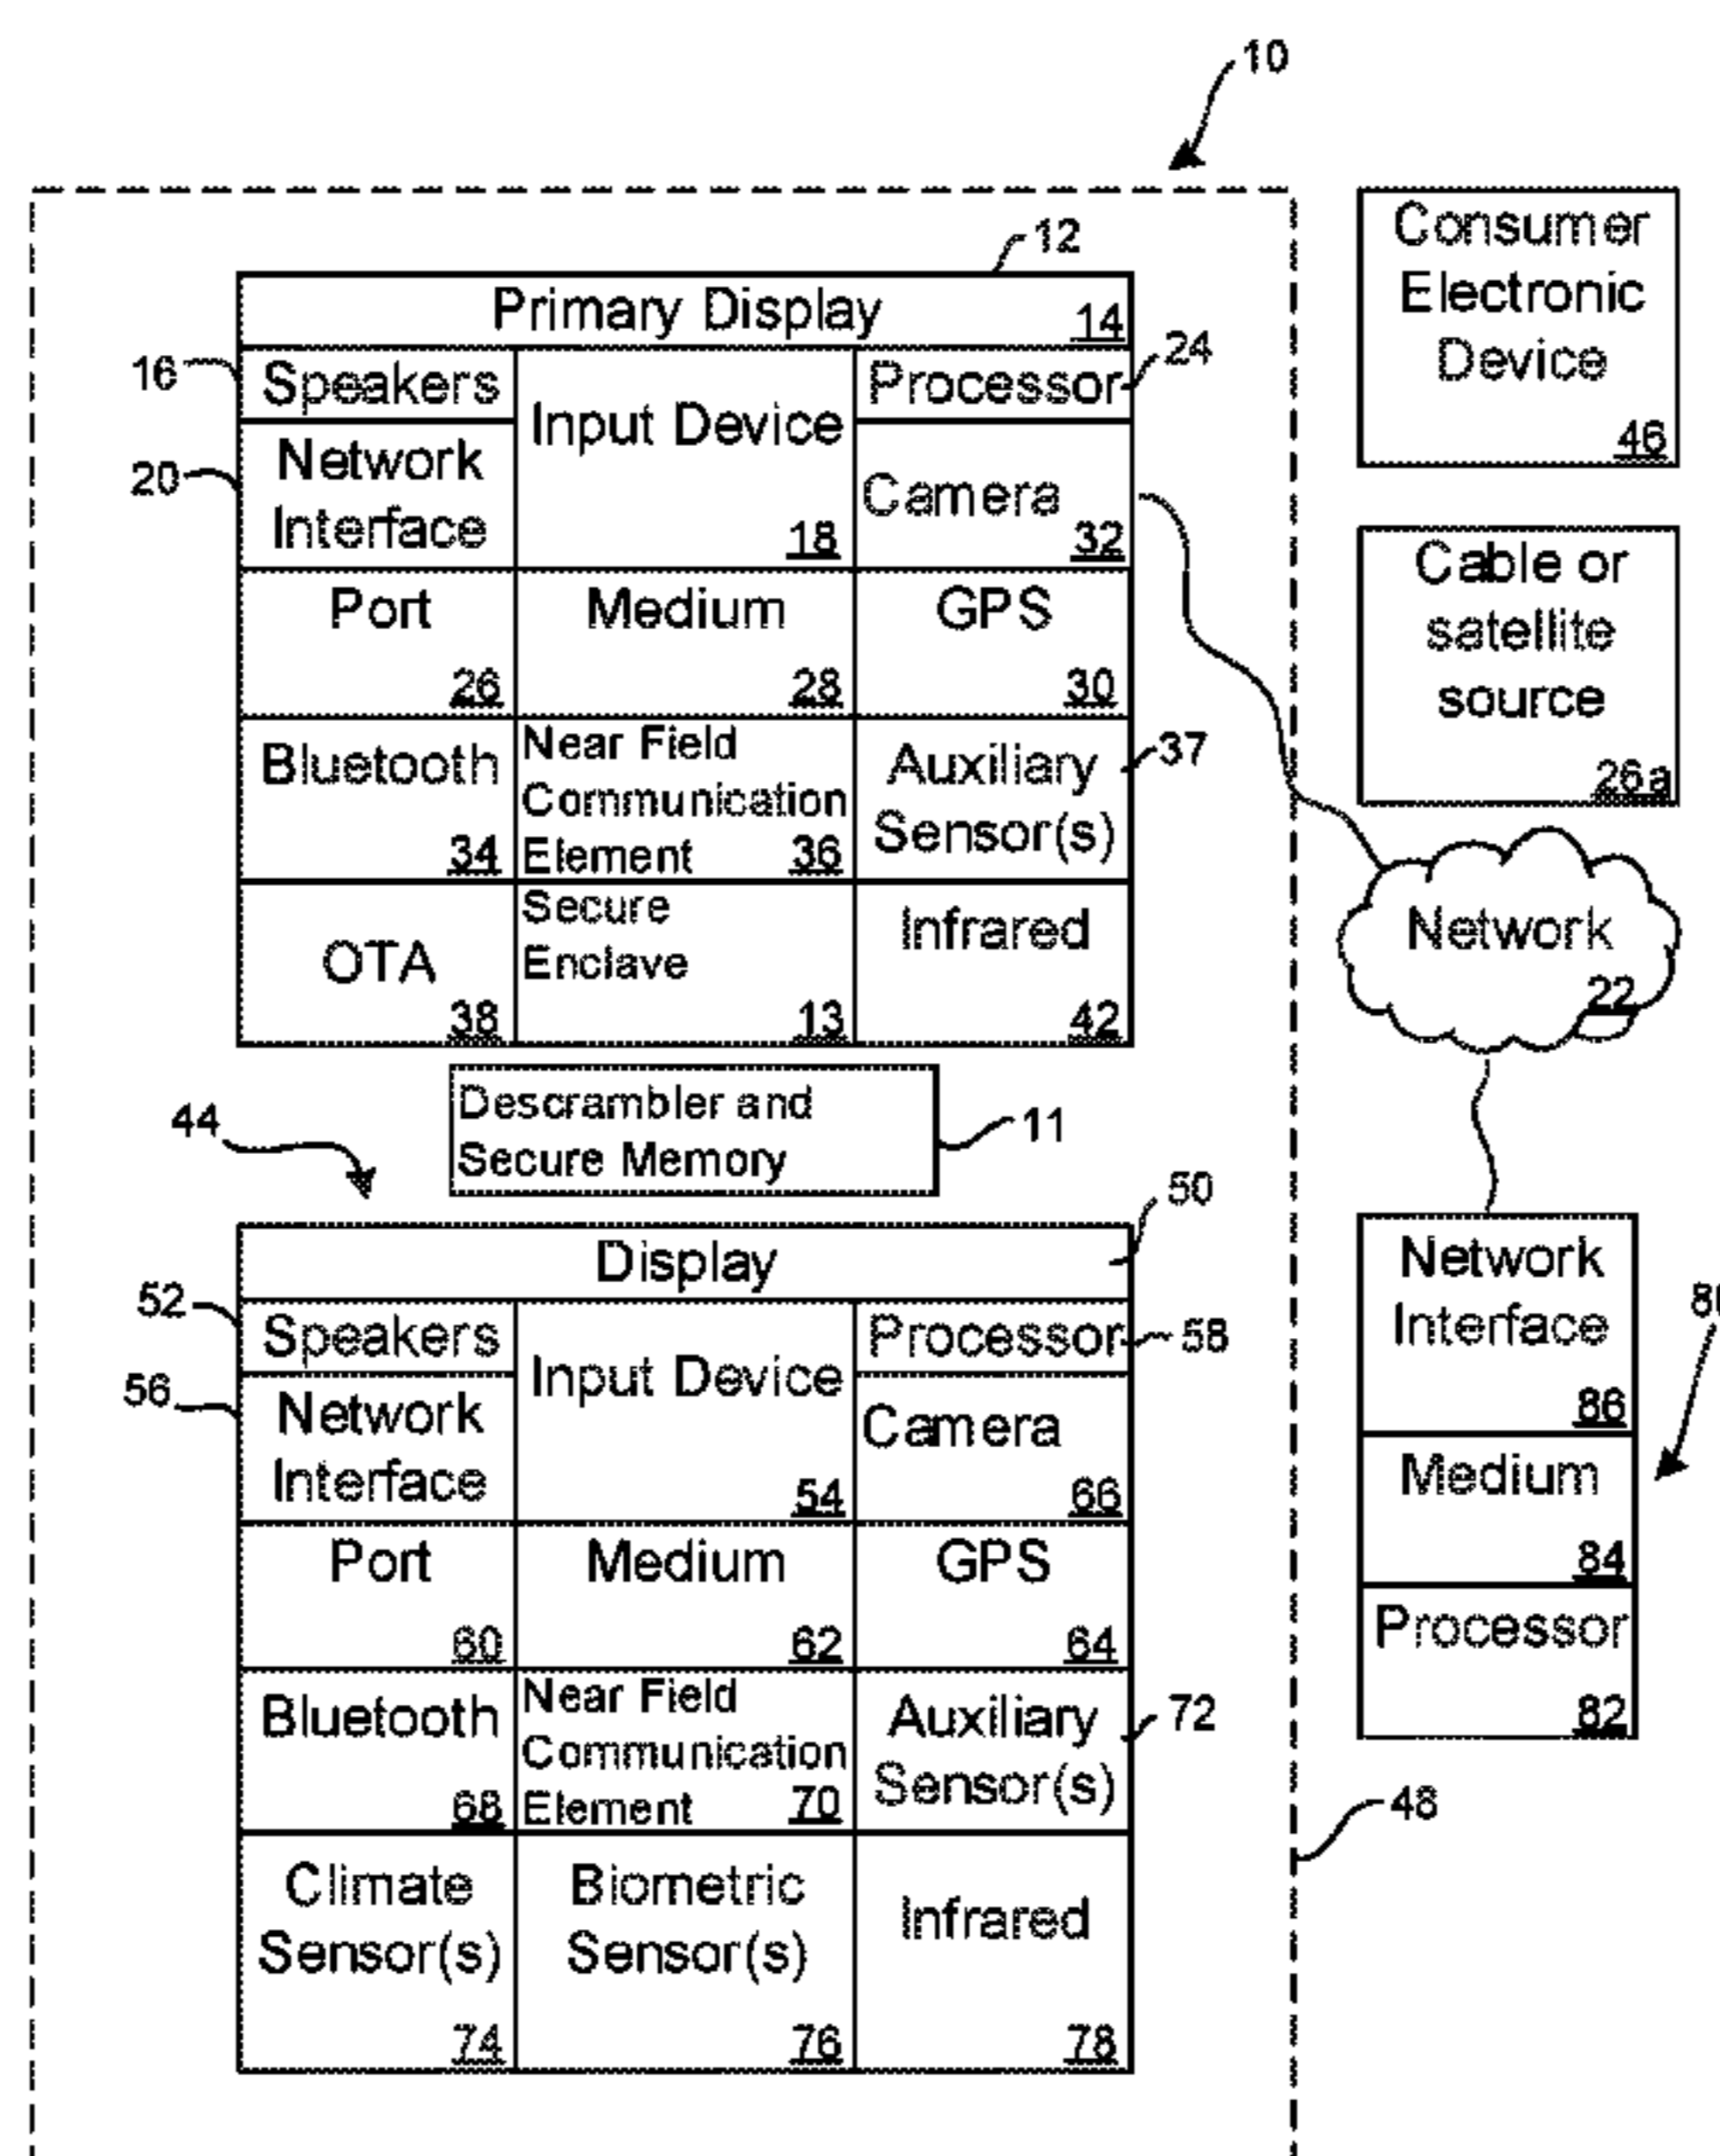 10
12
Primary Display 14
16 Speakers
Input Device 18
Processor 24
20 Network
Interface
Camera 32
Port 26
Medium 28
GPS 30
Bluetooth 34
Near Field
Communication
Element 36
Auxiliary
Sensor(s)
37
OTA 38
Secure
Enclave
13
Infrared
42
Descrambler and
Secure Memory
11
44
50
Display
52 Speakers
Input Device
54
Processor 58
56 Network
Interface
Camera
66
Port
60
Medium
62
GPS
64
Bluetooth
68
Near Field
Communication
Element 70
Auxiliary
Sensor(s)
72
Climate
Sensor(s)
74
Biometric
Sensor(s)
76
Infrared
78
48
Consumer
Electronic
Device
46
Cable or
satellite
source
26a
Network
22
Network
Interface
86
Medium
84
Processor
82